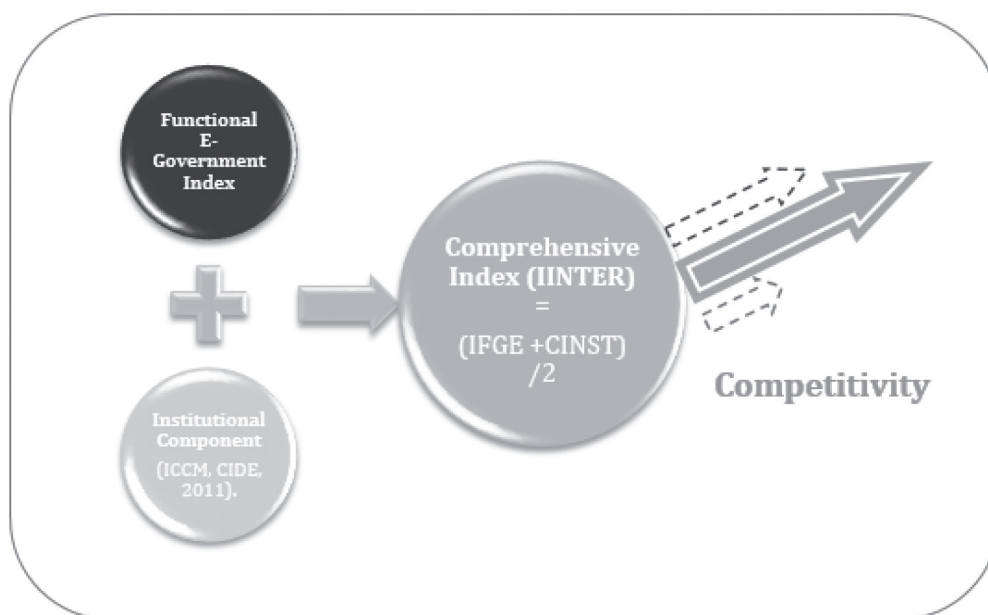 Functional
E-
Government
Index
Institutional
Component
(ICCM, CIDE,
2011).
Comprehensive
Index (IINTER)
=
(IFGE +CINST)
/2
Competitivity